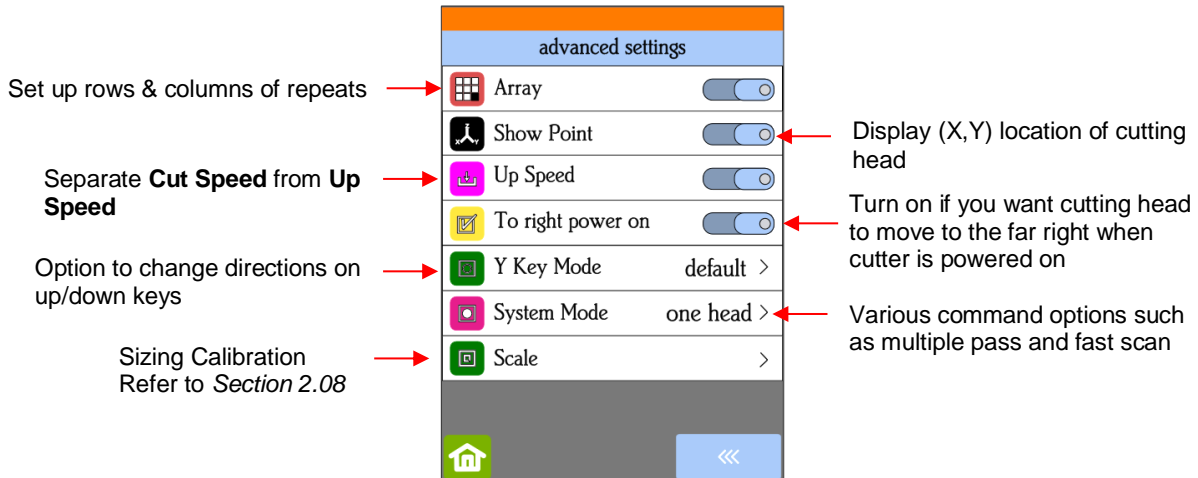 advanced settings
Set up rows & columns of repeats
Array
Show Point
Display (X,Y) location of cutting
head
Separate Cut Speed from Up
Speed
Up Speed
To right power on
Turn on if you want cutting head
to move to the far right when
cutter is powered on
Option to change directions on
up/down keys
Y Key Mode
default >
System Mode
one head >
Various command options such
as multiple pass and fast scan
Sizing Calibration
Refer to Section 2.08
Scale
>